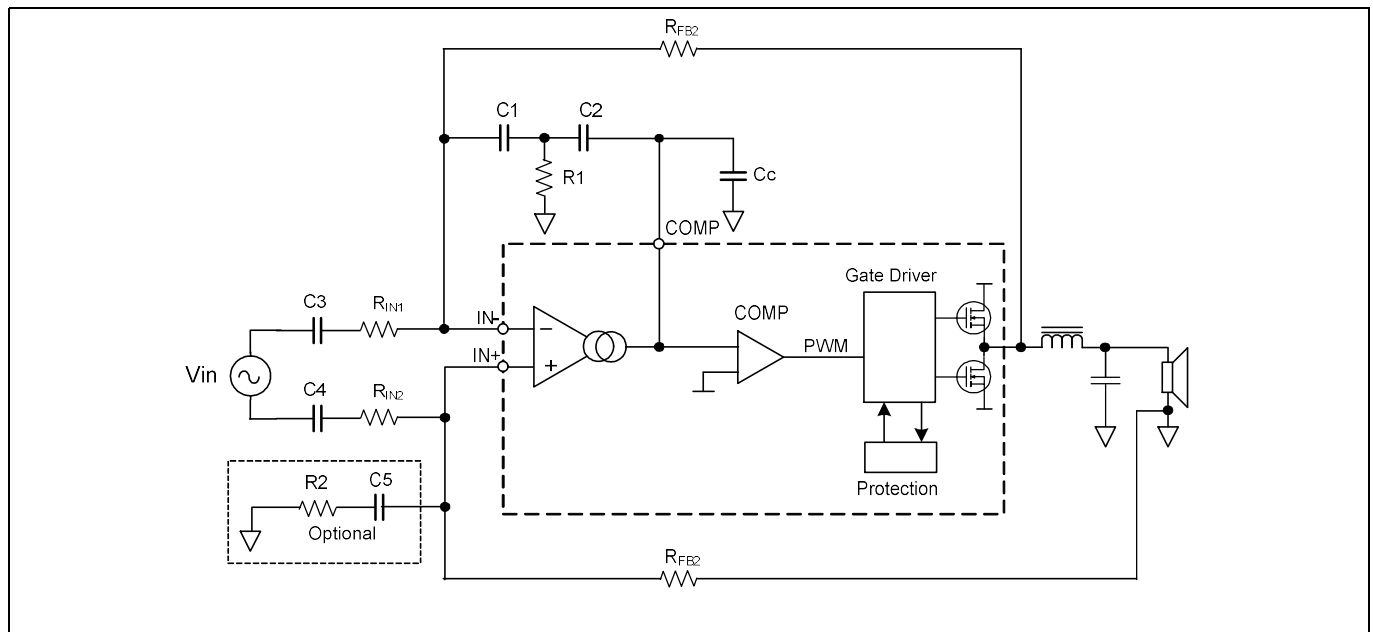 RFB2
C1
C2
R1
Cc
COMP
Gate Driver
C3
RIN1
IN-
COMP
IN+
PWM
Vin
C4
RIN2
R2
C5
Optional
Protection
RFB2